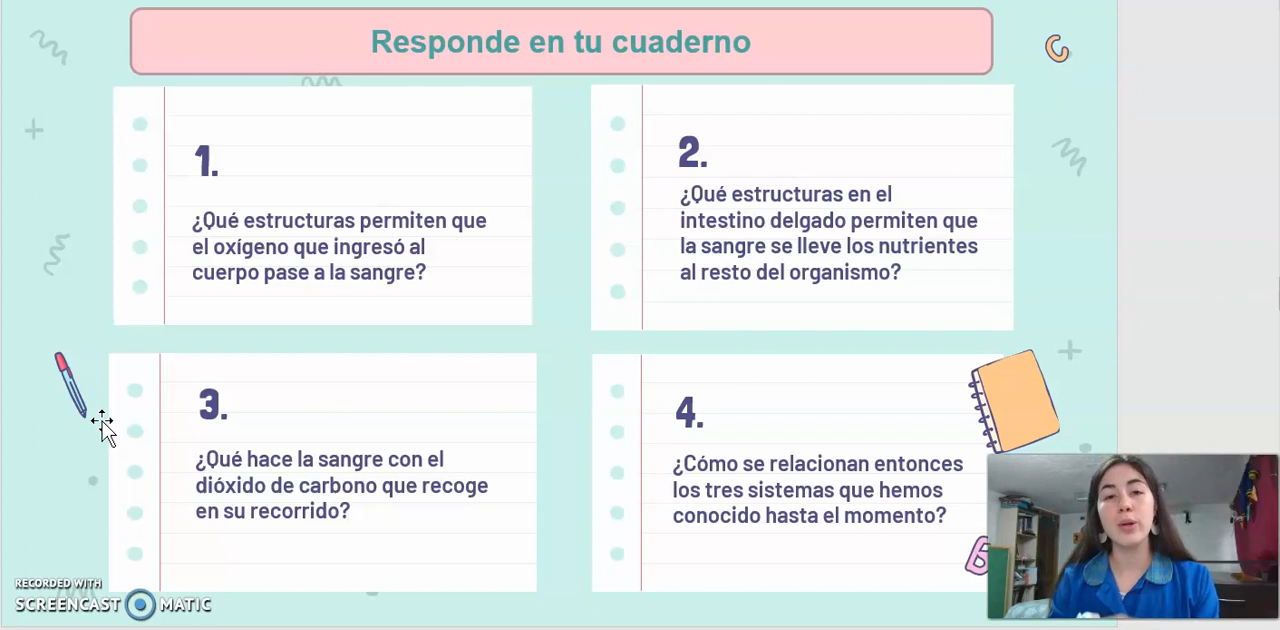 Responde en tu cuaderno
1.
¿Qué estructuras permiten que
el oxígeno que ingresó al
cuerpo pase a la sangre?
2.
¿Qué estructuras en el
intestino delgado permiten que
la sangre se lleve los nutrientes
al resto del organismo?
3.
¿Qué hace la sangre con el
dióxido de carbono que recoge
en su recorrido?
4.
¿Cómo se relacionan entonces
los tres sistemas que hemos
conocido hasta el momento?
RECORDED WITH
SCREENCAST MATIC